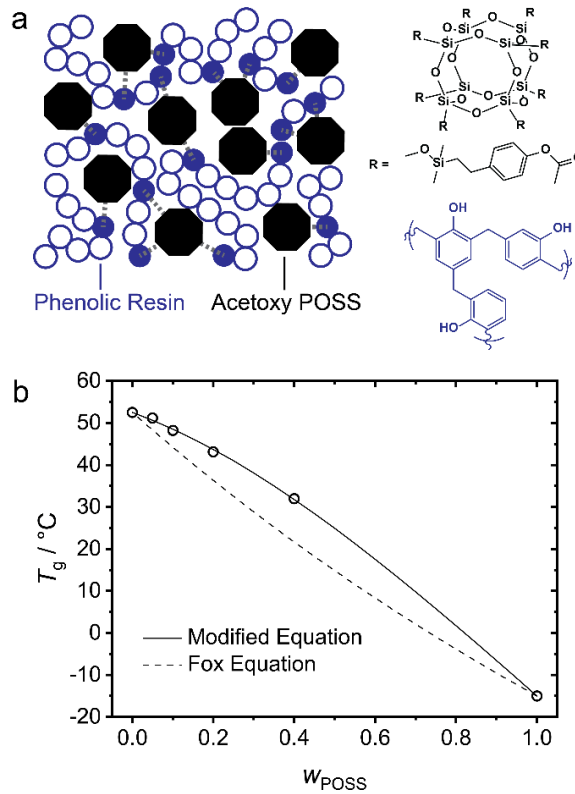 a
R
R
O
Si
O
Si
R
R
O
O
O
Si
O
Si
O
O
O
R
Si
O
Si
R
O
O
Si
O
Si
R
R
R =
O
Si
O
O
OH
OH
HO
Phenolic Resin
Acetoxy POSS
b
60
50
40
30
20
10
0
-10
-20
Tg / °C
Modified Equation
Fox Equation
0.0 0.2 0.4 0.6 0.8 1.0
wPOSS